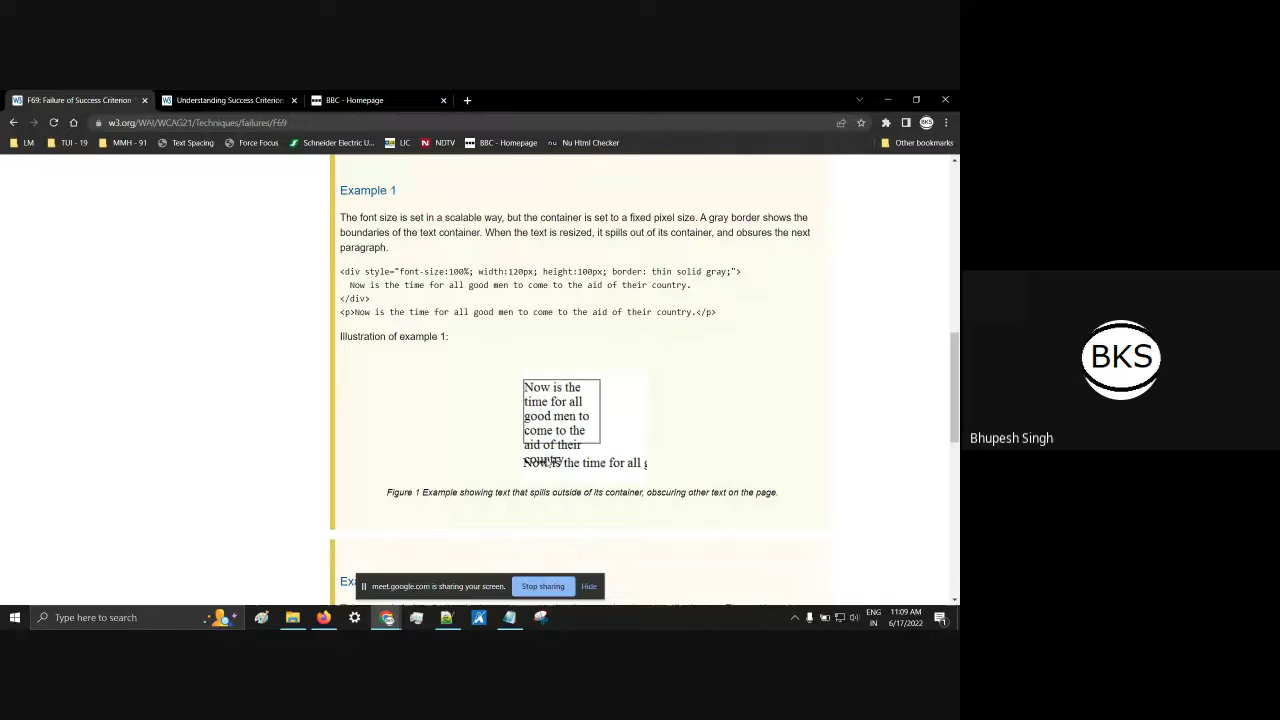 F69: Failure of Success Criterion
Understanding Success Criterion
BBC - Homepage
w3.org/WAI/WCAG21/Techniques/failures/F69
LM
TUI - 19
MMH - 91
Text Spacing
Force Focus
Schneider Electric U...
LIC
NDTV
BBC - Homepage
nu
Nu Html Checker
Other bookmarks
Example 1
The font size is set in a scalable way, but the container is set to a fixed pixel size. A gray border shows the
boundaries of the text container. When the text is resized, it spills out of its container, and obsures the next
paragraph.
<div style="font-size:100%; width:120px; height:100px; border: thin solid gray;">
Now is the time for all good men to come to the aid of their country.
</div>
<p>Now is the time for all good men to come to the aid of their country.</p>
Illustration of example 1:
Now is the
time for all
good men to
come to the
aid of their
country.
Now is the time for all g
Figure 1 Example showing text that spills outside of its container, obscuring other text on the page.
Exa
meet.google.com is sharing your screen.
Stop sharing
Hide
Type here to search
ENG
IN
11:09 AM
6/17/2022
BKS
Bhupesh Singh